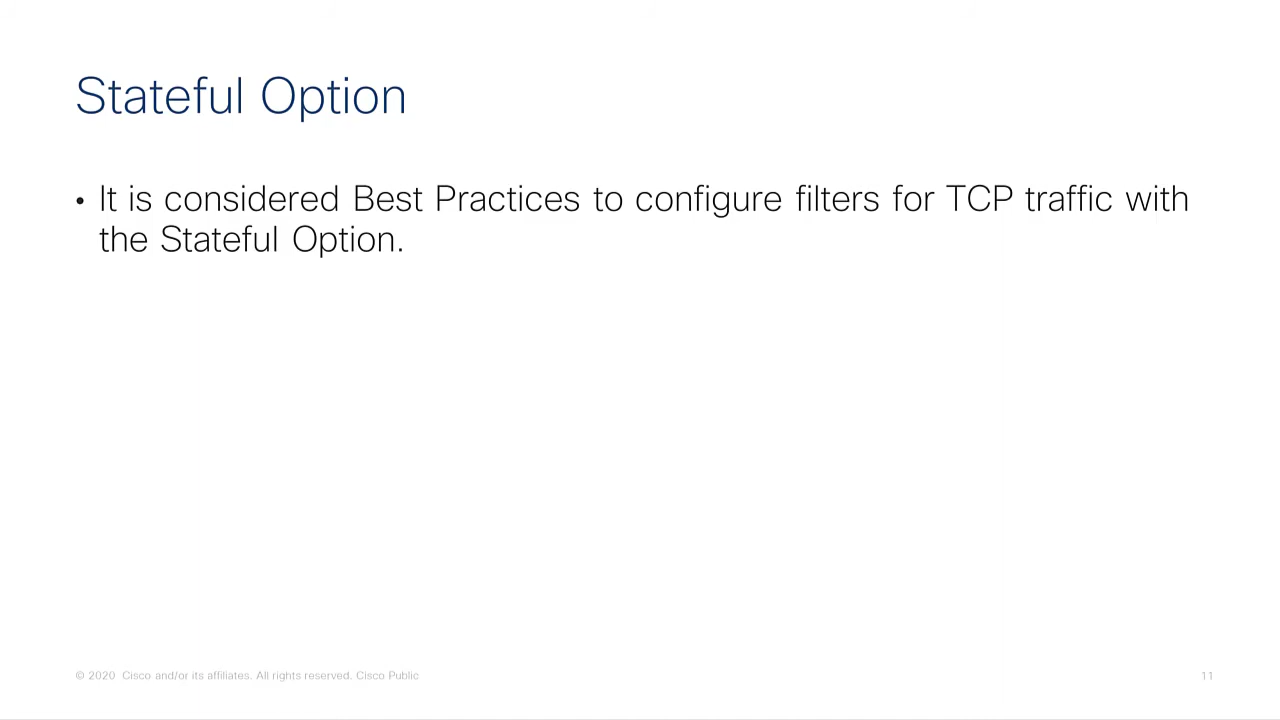 Stateful Option
• It is considered Best Practices to configure filters for TCP traffic with
the Stateful Option.
© 2020 Cisco and/or its affiliates. All rights reserved. Cisco Public
11